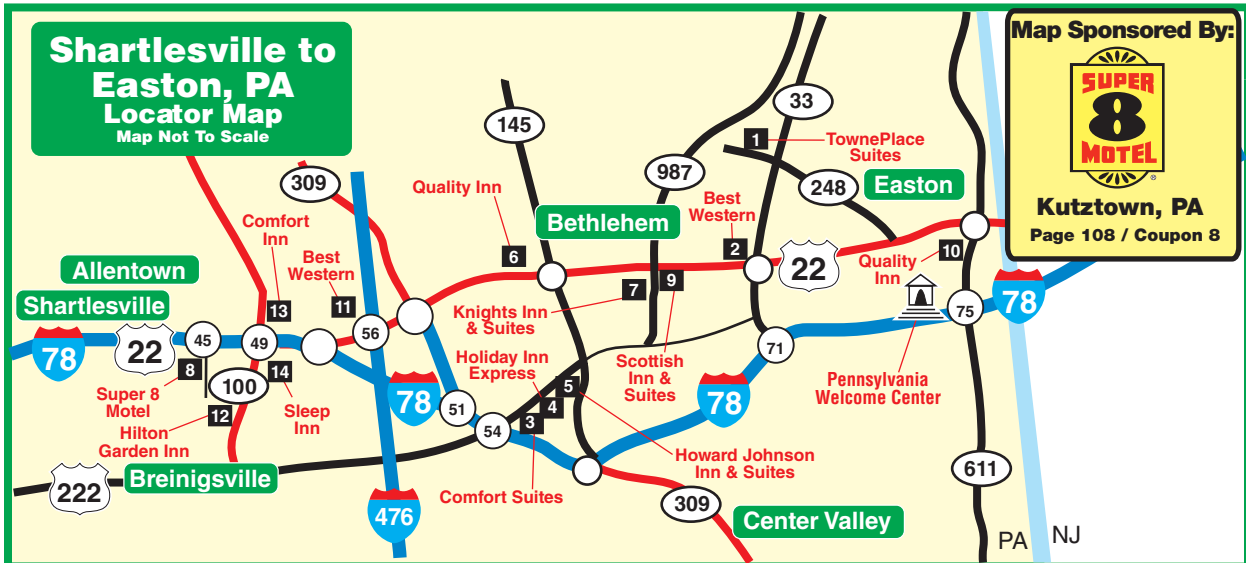 Shartlesville to
Easton, PA
Locator Map
Map Not To Scale
Map Sponsored By:
SUPER
8
MOTEL
®
Kutztown, PA
Page 108 / Coupon 8
33
145
1
TownePlace
Suites
987
309
248
Easton
Quality Inn
Best
Western
Comfort
Inn
Bethlehem
2
6
22
10
Quality
Inn
Best
Western
Allentown
Shartlesville
13
11
7
9
78
75
Knights Inn
& Suites
56
45
49
22
78
71
Holiday Inn
Express
Scottish
Inn &
Suites
8
14
100
5
Pennsylvania
Welcome Center
Super 8
Motel
78
51
4
78
12
Sleep
Inn
3
54
Hilton
Garden Inn
Howard Johnson
Inn & Suites
611
222
Breinigsville
Comfort Suites
309
476
Center Valley
PA
NJ